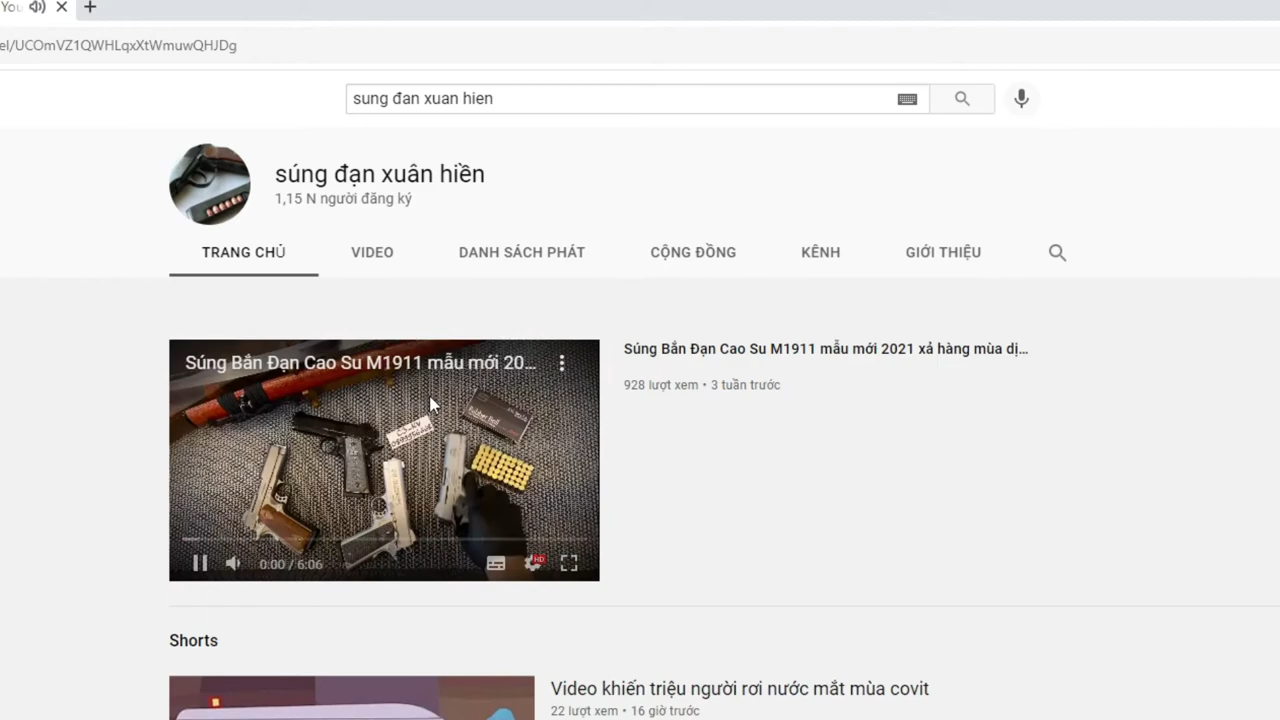 You
el/UCOmVZ1QWHLqxXtWmuwQHJDg
sung đan xuan hien
súng đạn xuân hiền
1,15 N người đăng ký
TRANG CHỦ VIDEO DANH SÁCH PHÁT CỘNG ĐỒNG KÊNH GIỚI THIỆU
Súng Bắn Đạn Cao Su M1911 mẫu mới 20...
Rubber Ball
HD
0:00 / 6:06
Súng Bắn Đạn Cao Su M1911 mẫu mới 2021 xả hàng mùa dị...
928 lượt xem • 3 tuần trước
Shorts
Video khiến triệu người rơi nước mắt mùa covit
22 lượt xem • 16 giờ trước